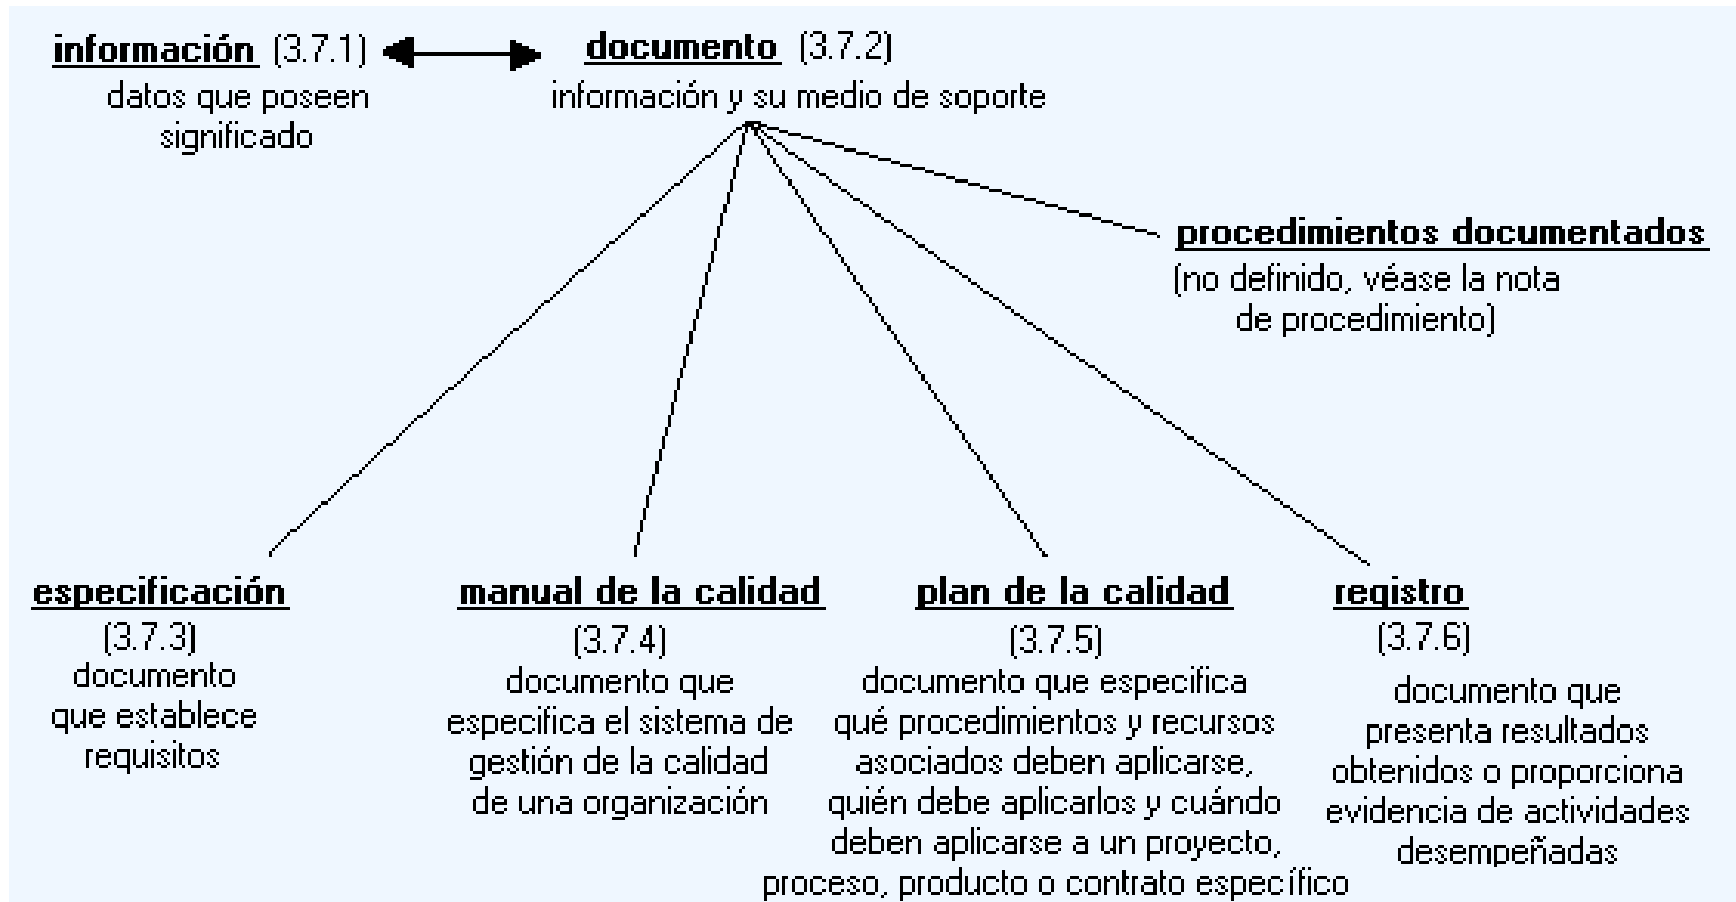 información (3.7.1)
datos que poseen
significado
documento (3.7.2)
información y su medio de soporte
procedimientos documentados
(no definido, véase la nota
de procedimiento)
especificación
(3.7.3)
documento
que establece
requisitos
manual de la calidad
(3.7.4)
documento que
especifica el sistema de
gestión de la calidad
de una organización
plan de la calidad
(3.7.5)
documento que especifica
qué procedimientos y recursos
asociados deben aplicarse,
quién debe aplicarlos y cuándo
deben aplicarse a un proyecto,
proceso, producto o contrato específico
registro
(3.7.6)
documento que
presenta resultados
obtenidos o proporciona
evidencia de actividades
desempeñadas